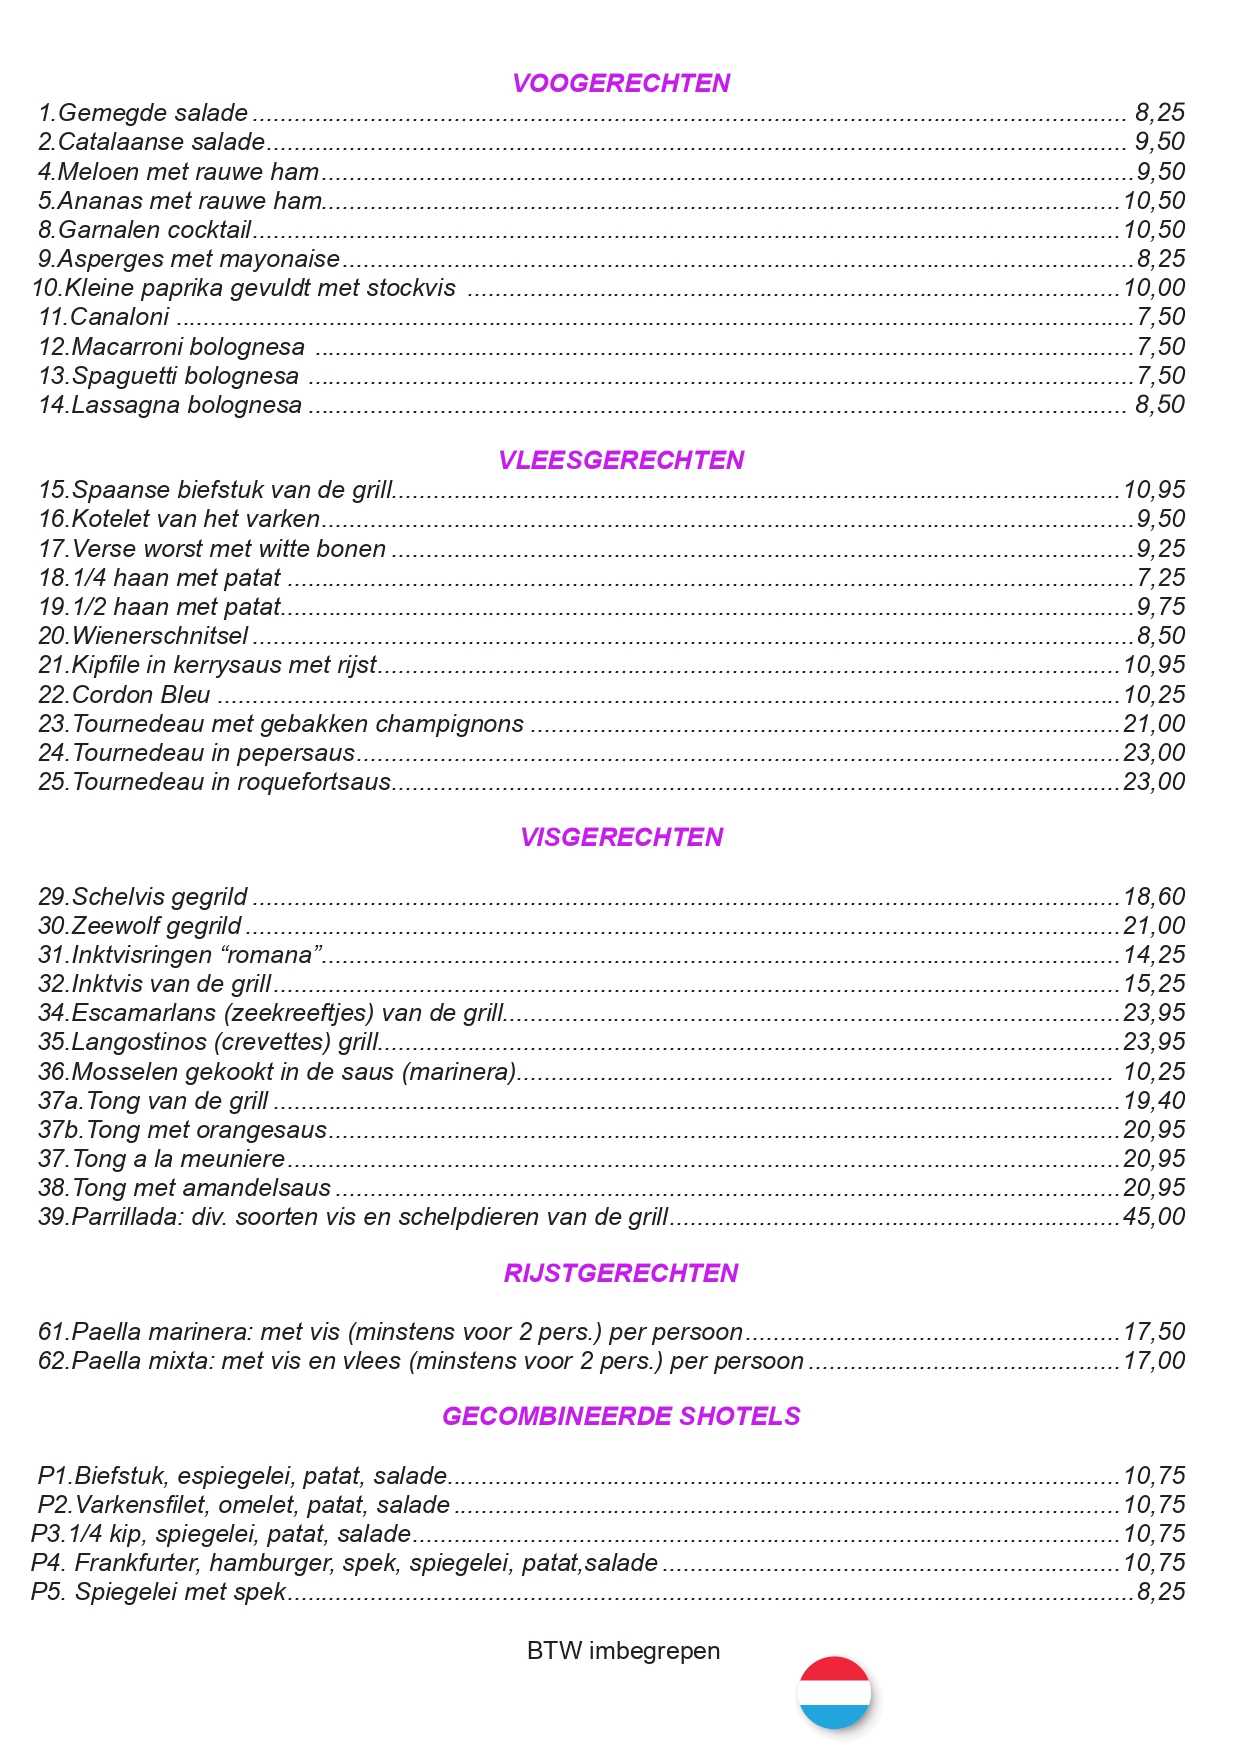 VOOGERECHTEN
1.Gemegde salade ........ 8,25
2.Catalaanse salade ........ 9,50
4.Meloen met rauwe ham ........ 9,50
5.Ananas met rauwe ham ........ 10,50
8.Garnalen cocktail ........ 10,50
9.Asperges met mayonaise ........ 8,25
10.Kleine paprika gevuldt met stockvis ........ 10,00
11.Canaloni ........ 7,50
12.Macarroni bolognesa ........ 7,50
13.Spaguetti bolognesa ........ 7,50
14.Lassagna bolognesa ........ 8,50
VLEESGERECHTEN
15.Spaanse biefstuk van de grill ........ 10,95
16.Kotelet van het varken ........ 9,50
17.Verse worst met witte bonen ........ 9,25
18.1/4 haan met patat ........ 7,25
19.1/2 haan met patat ........ 9,75
20.Wienerschnitsel ........ 8,50
21.Kipfile in kerrysaus met rijst ........ 10,95
22.Cordon Bleu ........ 10,25
23.Tournedeau met gebakken champignons ........ 21,00
24.Tournedeau in pepersaus ........ 23,00
25.Tournedeau in roquefortsaus ........ 23,00
VISGERECHTEN
29.Schelvis gegrild ........ 18,60
30.Zeewolf gegrild ........ 21,00
31.Inktvisringen “romana” ........ 14,25
32.Inktvis van de grill ........ 15,25
34.Escamarlans (zeekreeftjes) van de grill ........ 23,95
35.Langostinos (crevettes) grill ........ 23,95
36.Mosselen gekookt in de saus (marinera) ........ 10,25
37a.Tong van de grill ........ 19,40
37b.Tong met orangesaus ........ 20,95
37.Tong a la meuniere ........ 20,95
38.Tong met amandelsaus ........ 20,95
39.Parrillada: div. soorten vis en schelpdieren van de grill ........ 45,00
RIJSTGERECHTEN
61.Paella marinera: met vis (minstens voor 2 pers.) per persoon ........ 17,50
62.Paella mixta: met vis en vlees (minstens voor 2 pers.) per persoon ........ 17,00
GECOMBINEERDE SHOTELS
P1.Biefstuk, espiegelei, patat, salade ........ 10,75
P2.Varkensfilet, omelet, patat, salade ........ 10,75
P3.1/4 kip, spiegelei, patat, salade ........ 10,75
P4. Frankfurter, hamburger, spek, spiegelei, patat,salade ........ 10,75
P5. Spiegelei met spek ........ 8,25
BTW imbegrepen